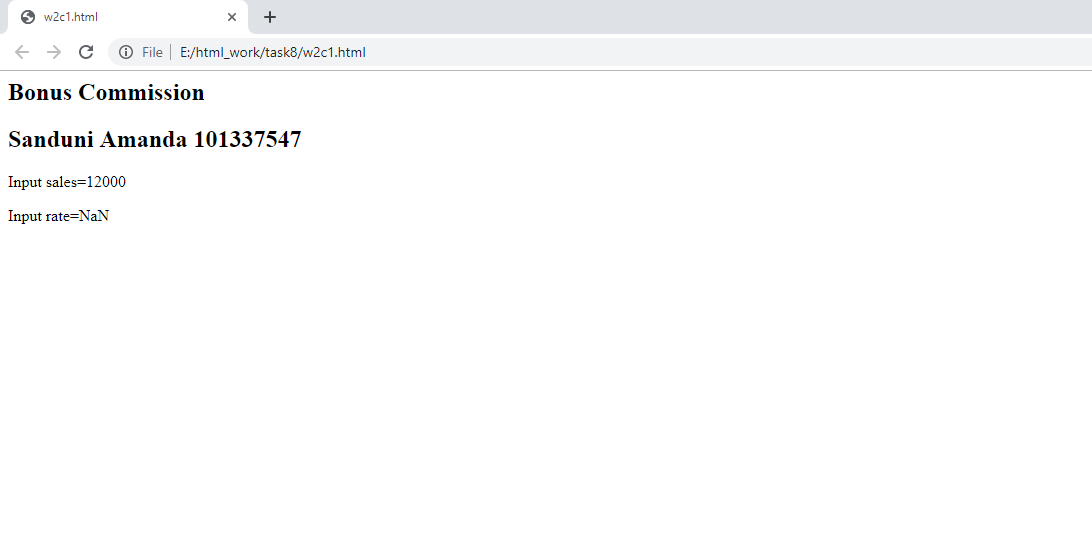 w2c1.html
File E:/html_work/task8/w2c1.html
Bonus Commission
Sanduni Amanda 101337547
Input sales=12000
Input rate=NaN